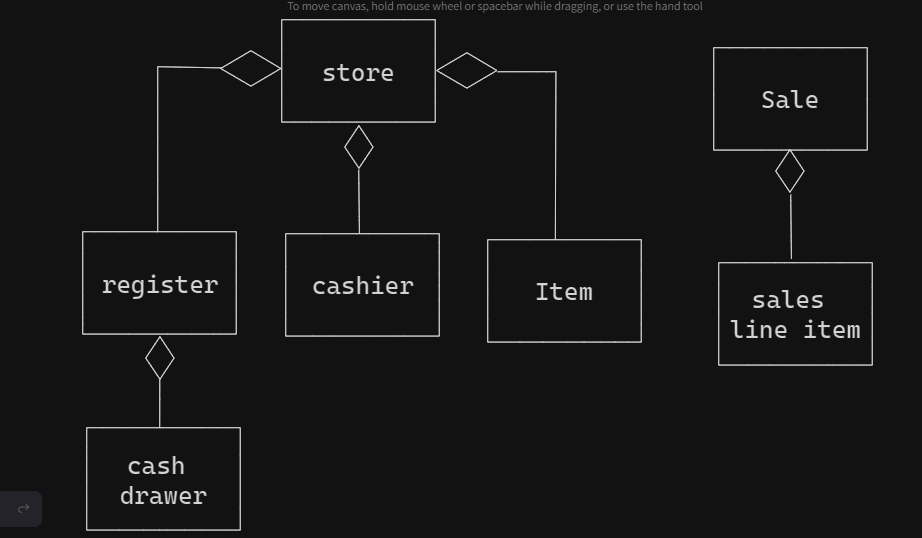 To move canvas, hold mouse wheel or spacebar while dragging, or use the hand tool
store
Sale
register
cashier
Item
sales
line item
cash
drawer